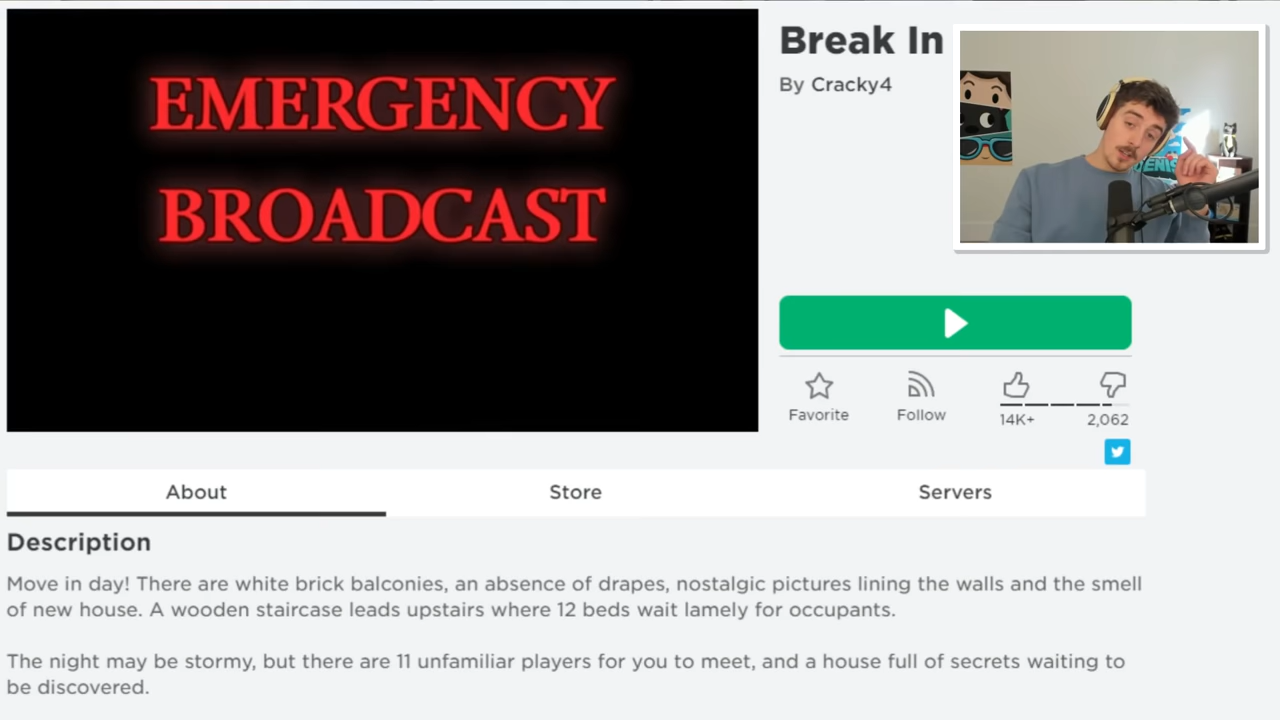 EMERGENCY
BROADCAST
Break In
By Cracky4
Favorite
Follow
14K+
2,062
About
Store
Servers
Description
Move in day! There are white brick balconies, an absence of drapes, nostalgic pictures lining the walls and the smell
of new house. A wooden staircase leads upstairs where 12 beds wait lamely for occupants.
The night may be stormy, but there are 11 unfamiliar players for you to meet, and a house full of secrets waiting to
be discovered.